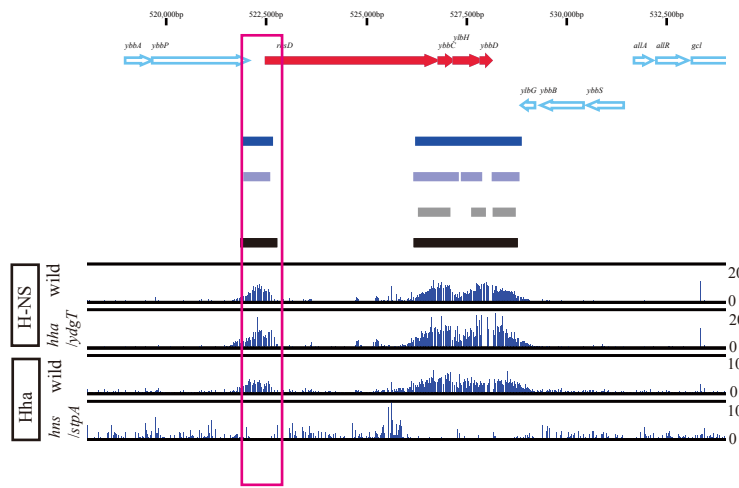 520,000bp 522,500bp 525,000bp 527,500bp 530,000bp 532,500bp
ylbH
ybbA ybbP rhsD ybbC ybbD allA allR gcl
ylbG ybbB ybbS
H-NS
wild
20
0
hha
/ydgT
20
0
Hha
wild
10
0
hns
/stpA
10
0